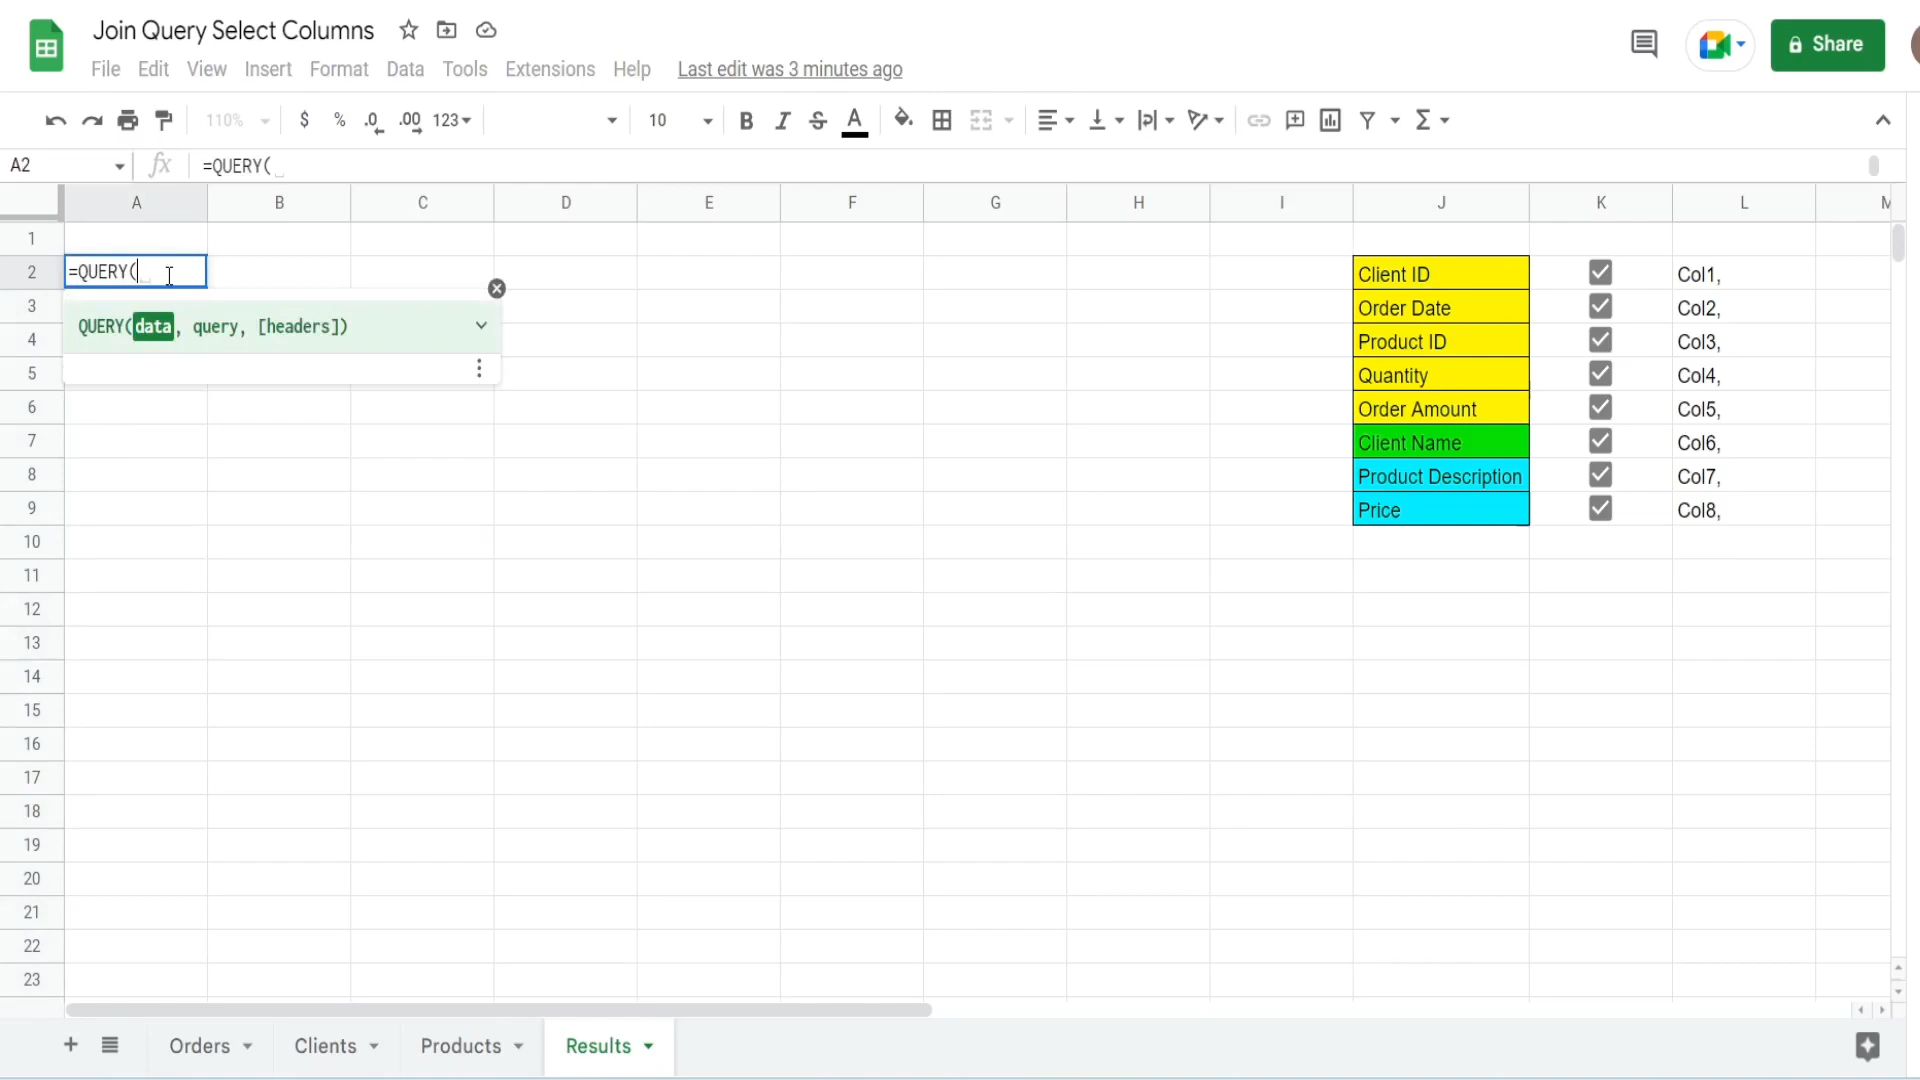 Join Query Select Columns
File Edit View Insert Format Data Tools Extensions Help Last edit was 3 minutes ago
Share
110% $ % .0 .00 123 10 B I S A Σ
A2 fx =QUERY(
A B C D E F G H I J K L M
1
2 =QUERY( Client ID Col1,
3 Order Date Col2,
QUERY(data, query, [headers])
4 Product ID Col3,
5 Quantity Col4,
6 Order Amount Col5,
7 Client Name Col6,
8 Product Description Col7,
9 Price Col8,
10
11
12
13
14
15
16
17
18
19
20
21
22
23
+ Orders Clients Products Results